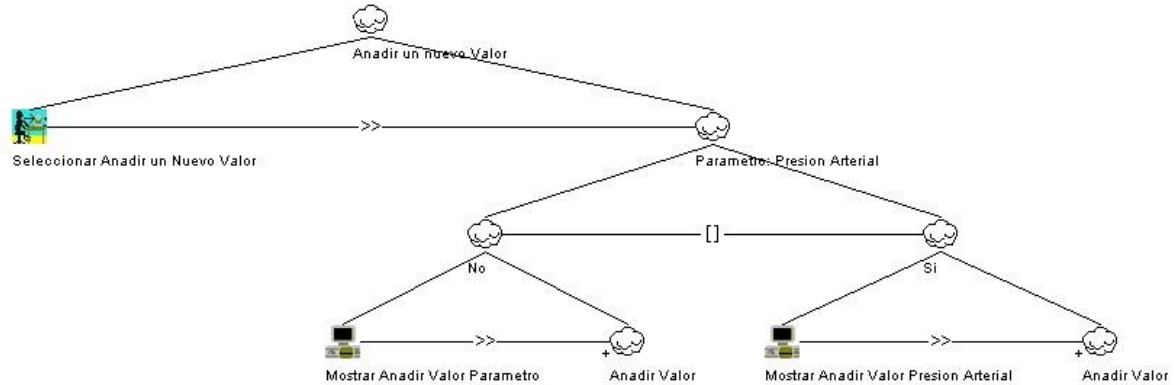 Anadir un nuevo Valor
>>
Seleccionar Anadir un Nuevo Valor
Parametro: Presion Arterial
[]
No
Si
>>
+
>>
+
Mostrar Anadir Valor Parametro
Anadir Valor
Mostrar Anadir Valor Presion Arterial
Anadir Valor